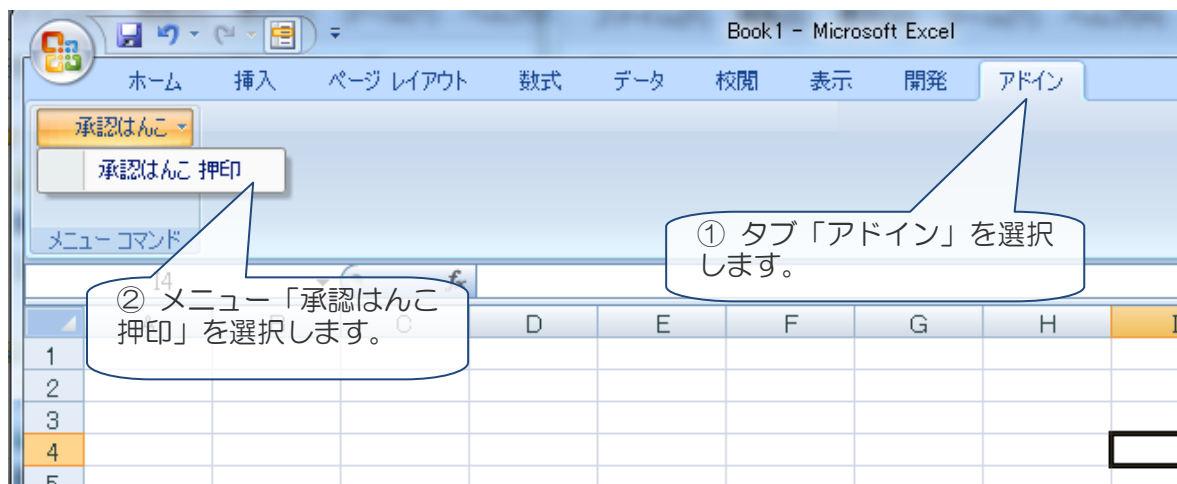 Book1 - Microsoft Excel
ホーム 挿入 ページ レイアウト 数式 データ 校閲 表示 開発 アドイン
承認はんこ
承認はんこ 押印
メニュー コマンド
① タブ「アドイン」を選択
します。
I4 fx
② メニュー「承認はんこ
押印」を選択します。
A B C D E F G H I
1
2
3
4
5